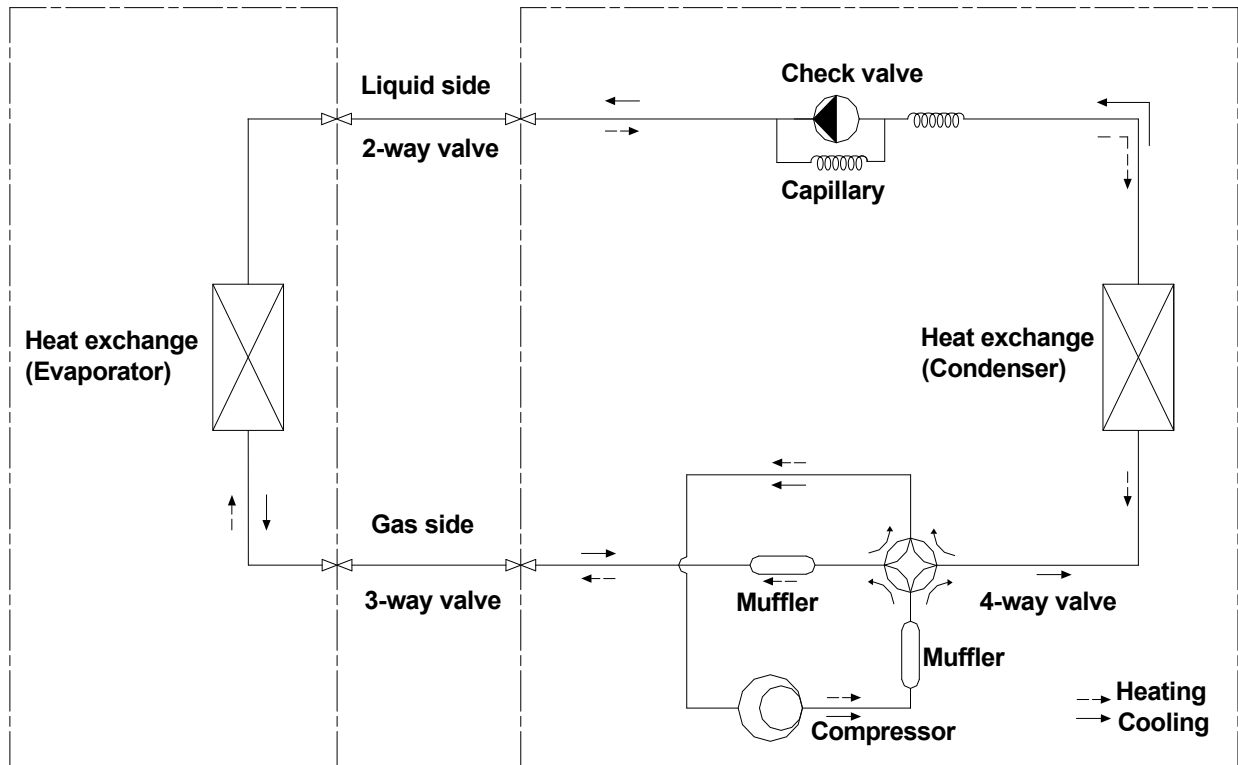 Check valve
Liquid side
2-way valve
Capillary
Heat exchange
(Evaporator)
Heat exchange
(Condenser)
Gas side
3-way valve
Muffler
4-way valve
Muffler
Compressor
Heating
Cooling